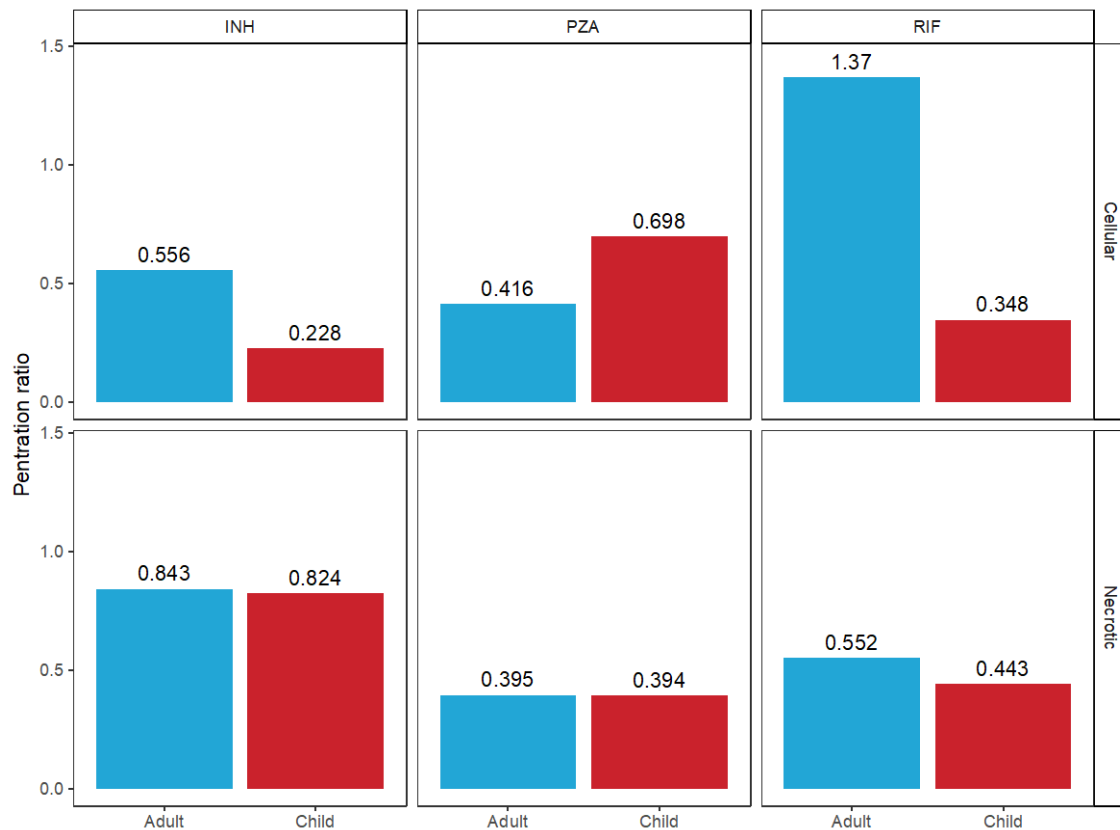 INH
PZA
RIF
Pentration ratio
1.5
1.0
0.5
0.0
0.556
0.228
0.416
0.698
1.37
0.348
Cellular
1.5
1.0
0.5
0.0
0.843
0.824
0.395
0.394
0.552
0.443
Necrotic
Adult
Child
Adult
Child
Adult
Child